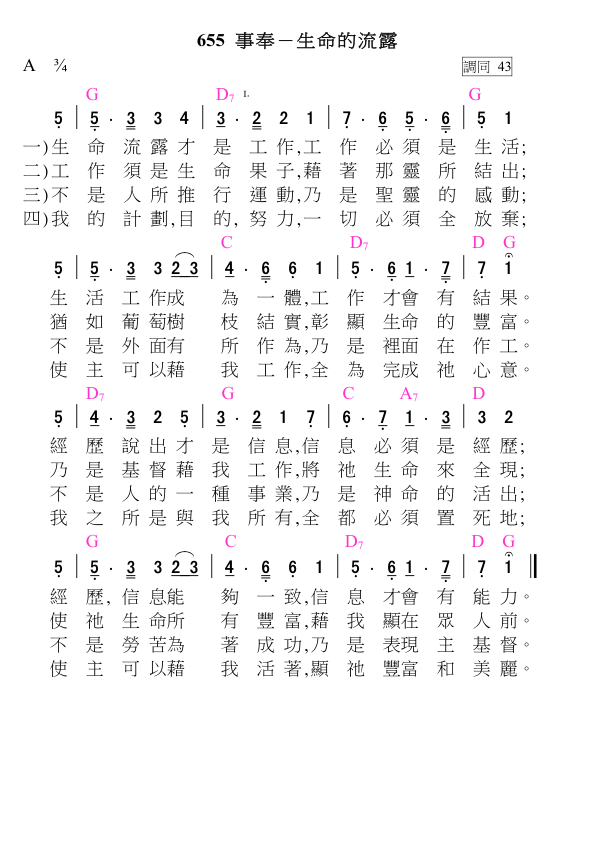 655 事奉－生命的流露
A ¾ 調同 43
G D7 1. G
5 | 5 · 3 3 4 | 3 · 2 2 1 | 7 · 6 5 · 6 | 5 1
一)生 命 流 露 才 是 工 作,工 作 必 須 是 生 活;
二)工 作 須 是 生 命 果 子,藉 著 那 靈 所 結 出;
三)不 是 人 所 推 行 運 動,乃 是 聖 靈 的 感 動;
四)我 的 計 劃,目 的, 努 力,一 切 必 須 全 放 棄;
C D7 D G
5 | 5 · 3 3 2 3 | 4 · 6 6 1 | 5 · 6 1 · 7 | 7 1
生 活 工 作成 為 一 體,工 作 才會 有 結 果。
猶 如 葡 萄樹 枝 結 實,彰 顯 生命 的 豐 富。
不 是 外 面有 所 作 為,乃 是 裡面 在 作 工。
使 主 可 以藉 我 工 作,全 為 完成 祂 心 意。
D7 G C A7 D
5 | 4 · 3 2 5 | 3 · 2 1 7 | 6 · 7 1 · 3 | 3 2
經 歷 說 出 才 是 信 息,信 息 必 須 是 經 歷;
乃 是 基 督 藉 我 工 作,將 祂 生 命 來 全 現;
不 是 人 的 一 種 事 業,乃 是 神 命 的 活 出;
我 之 所 是 與 我 所 有,全 都 必 須 置 死 地;
G C D7 D G
5 | 5 · 3 3 2 3 | 4 · 6 6 1 | 5 · 6 1 · 7 | 7 1
經 歷, 信 息能 夠 一 致,信 息 才會 有 能 力。
使 祂 生 命所 有 豐 富,藉 我 顯在 眾 人 前。
不 是 勞 苦為 著 成 功,乃 是 表現 主 基 督。
使 主 可 以藉 我 活 著,顯 祂 豐富 和 美 麗。